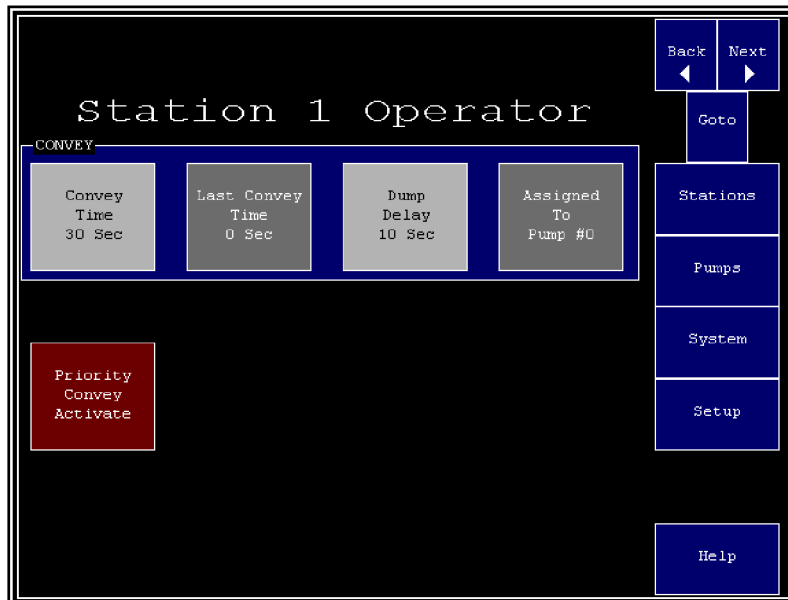 Back Next
Station 1 Operator
Goto
CONVEY
Convey
Time
30 Sec
Last Convey
Time
0 Sec
Dump
Delay
10 Sec
Assigned
To
Pump #0
Stations
Pumps
System
Priority
Convey
Activate
Setup
Help